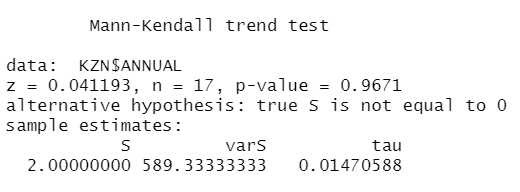 Mann-Kendall trend test
data:  KZN$ANNUAL
z = 0.041193, n = 17, p-value = 0.9671
alternative hypothesis: true S is not equal to 0
sample estimates:
S varS tau
2.00000000 589.33333333 0.01470588